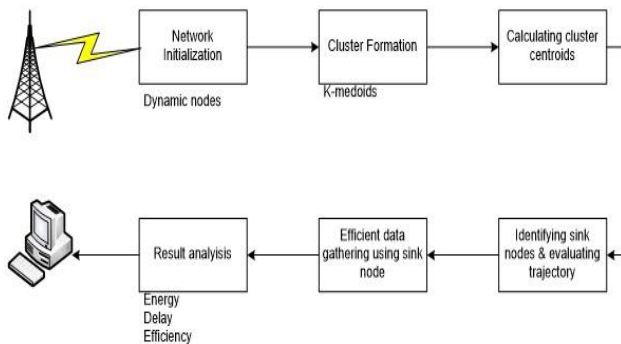 Network
Initialization
Dynamic nodes
Cluster Formation
K-medoids
Calculating cluster
centroids
Identifying sink
nodes & evaluating
trajectory
Efficient data
gathering using sink
node
Result analyisis
Energy
Delay
Efficiency